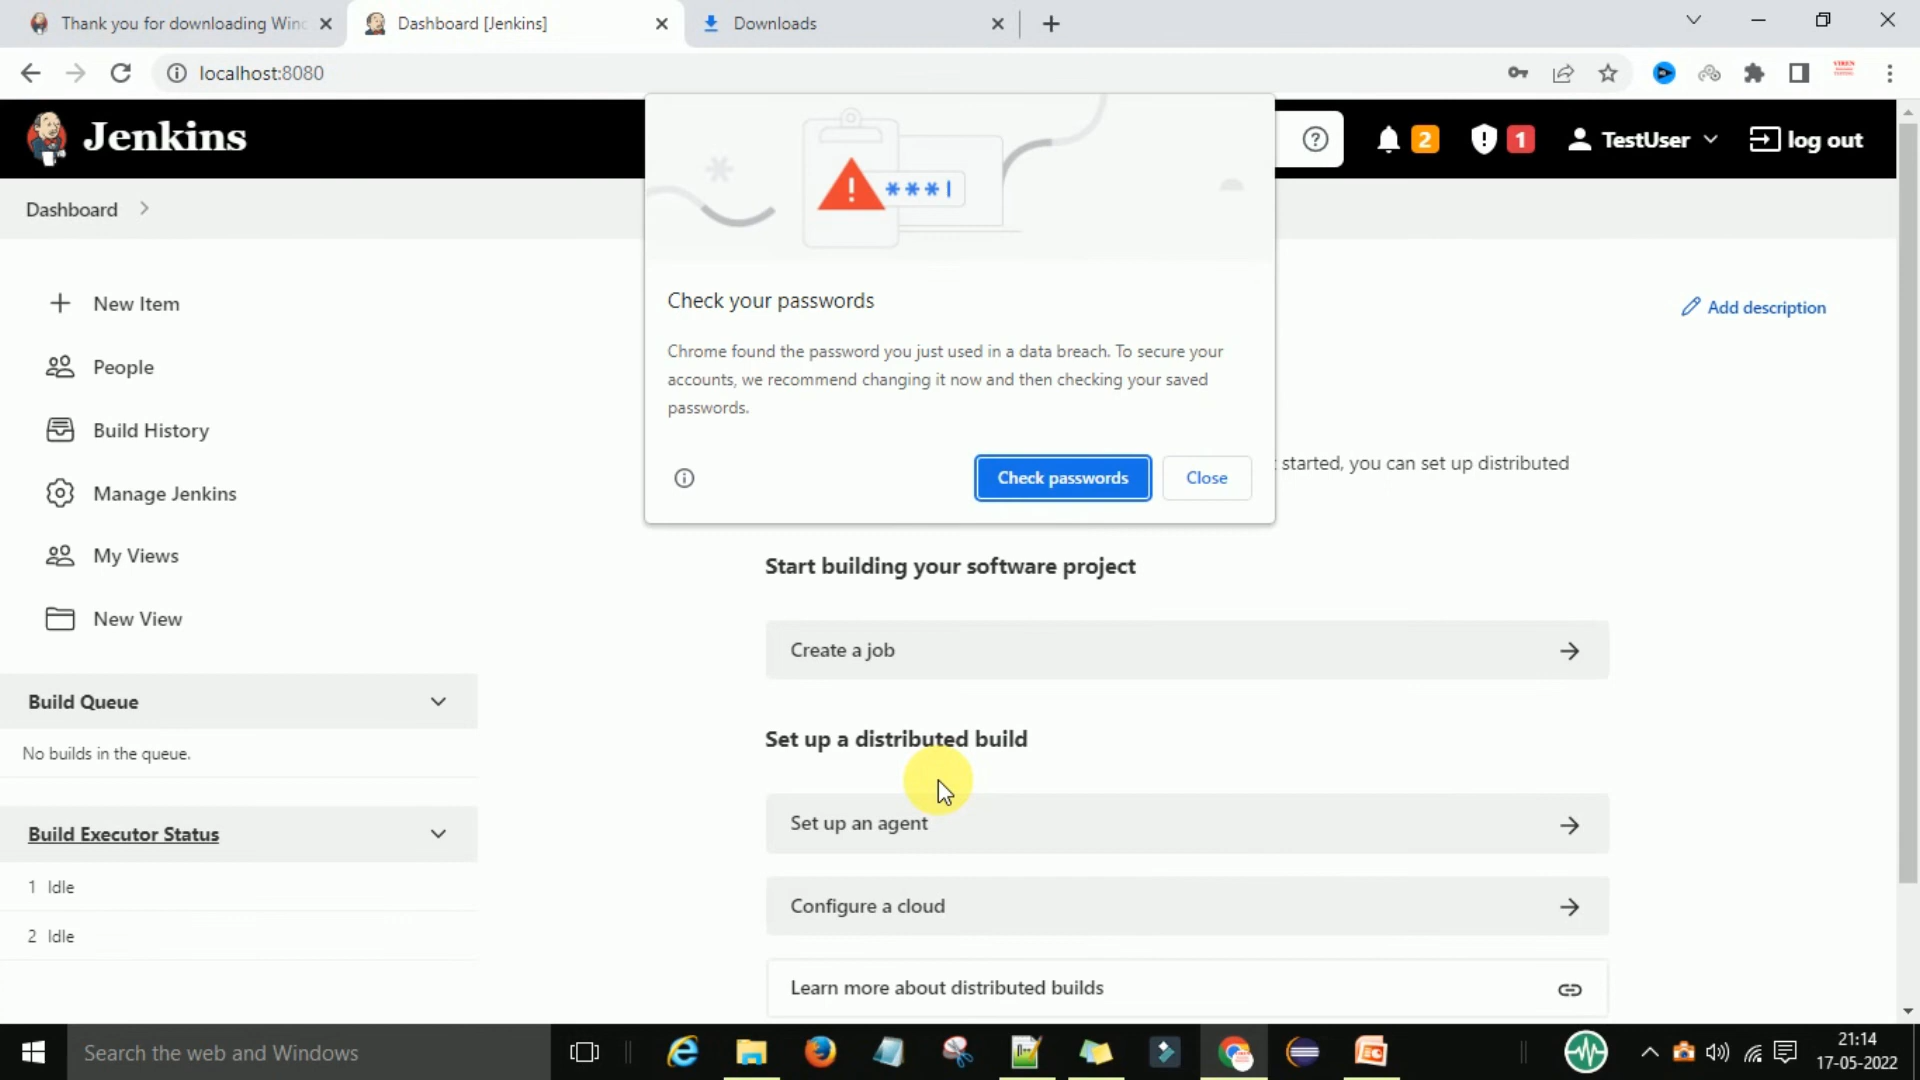 Thank you for downloading Winc
Dashboard [Jenkins]
Downloads
localhost:8080
Jenkins
2
1
TestUser
log out
Dashboard
***|
Check your passwords
Chrome found the password you just used in a data breach. To secure your
accounts, we recommend changing it now and then checking your saved
passwords.
Check passwords
Close
New Item
People
Build History
Manage Jenkins
My Views
New View
Add description
started, you can set up distributed
Start building your software project
Create a job
Set up a distributed build
Set up an agent
Configure a cloud
Learn more about distributed builds
Build Queue
No builds in the queue.
Build Executor Status
1 Idle
2 Idle
Search the web and Windows
21:14
17-05-2022